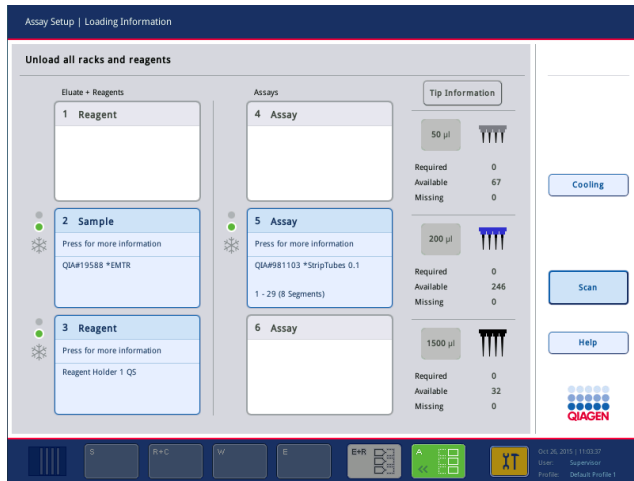 Assay Setup | Loading Information
Unload all racks and reagents
Eluate + Reagents
Assays
Tip Information
1 Reagent
4 Assay
50 µl
Required 0
Available 67
Missing 0
Cooling
2 Sample
Press for more information
QIA#19588 *EMTR
5 Assay
Press for more information
QIA#981103 *StripTubes 0.1
1 - 29 (8 Segments)
200 µl
Required 0
Available 246
Missing 0
Scan
3 Reagent
Press for more information
Reagent Holder 1 QS
6 Assay
1500 µl
Required 0
Available 32
Missing 0
Help
QIAGEN
S
R+C
W
E
E+R
A
Oct 26, 2015 | 11:03:37
User: Supervisor
Profile: Default Profile 1